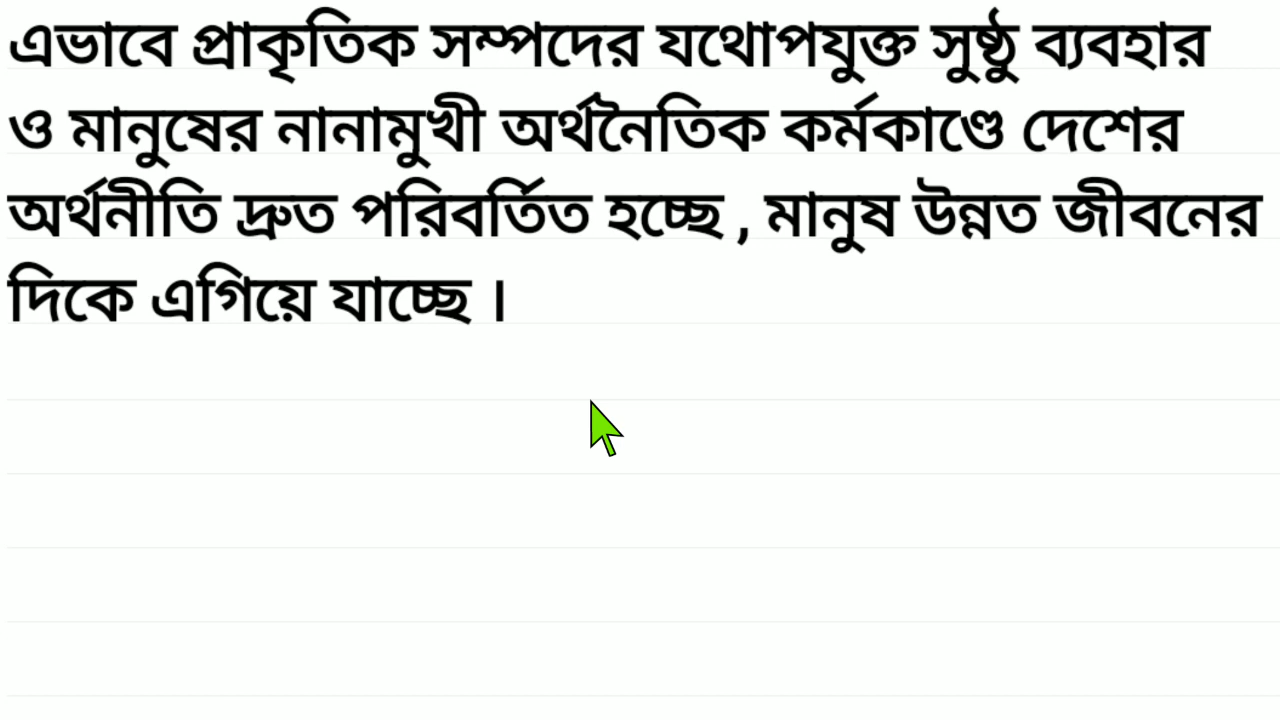 এভাবে প্রাকৃতিক সম্পদের যথোপযুক্ত সুষ্ঠু ব্যবহার
ও মানুষের নানামুখী অর্থনৈতিক কর্মকাণ্ডে দেশের
অর্থনীতি দ্রুত পরিবর্তিত হচ্ছে , মানুষ উন্নত জীবনের
দিকে এগিয়ে যাচ্ছে ।